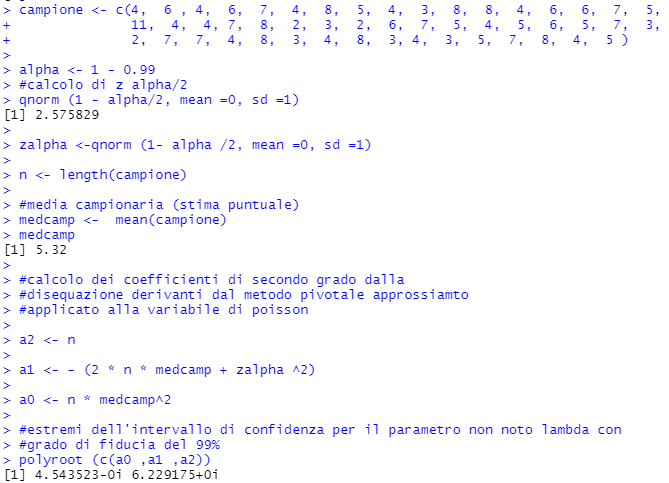 > campione <- c(4, 6 , 4, 6, 7, 4, 8, 5, 4, 3, 8, 8, 4, 6, 6, 7, 5,
+ 11, 4, 4, 7, 8, 2, 3, 2, 6, 7, 5, 4, 5, 6, 5, 7, 3,
+ 2, 7, 7, 4, 8, 3, 4, 8, 3, 4, 3, 5, 7, 8, 4, 5 )
>
> alpha <- 1 - 0.99
> #calcolo di z alpha/2
> qnorm (1 - alpha/2, mean =0, sd =1)
[1] 2.575829
>
> zalpha <-qnorm (1- alpha /2, mean =0, sd =1)
>
> n <- length(campione)
>
> #media campionaria (stima puntuale)
> medcamp <- mean(campione)
> medcamp
[1] 5.32
>
> #calcolo dei coefficienti di secondo grado dalla
> #disequazione derivanti dal metodo pivotale approssiamto
> #applicato alla variabile di poisson
>
> a2 <- n
>
> a1 <- - (2 * n * medcamp + zalpha ^2)
>
> a0 <- n * medcamp^2
>
> #estremi dell'intervallo di confidenza per il parametro non noto lambda con
> #grado di fiducia del 99%
> polyroot (c(a0 ,a1 ,a2))
[1] 4.543523-0i 6.229175+0i